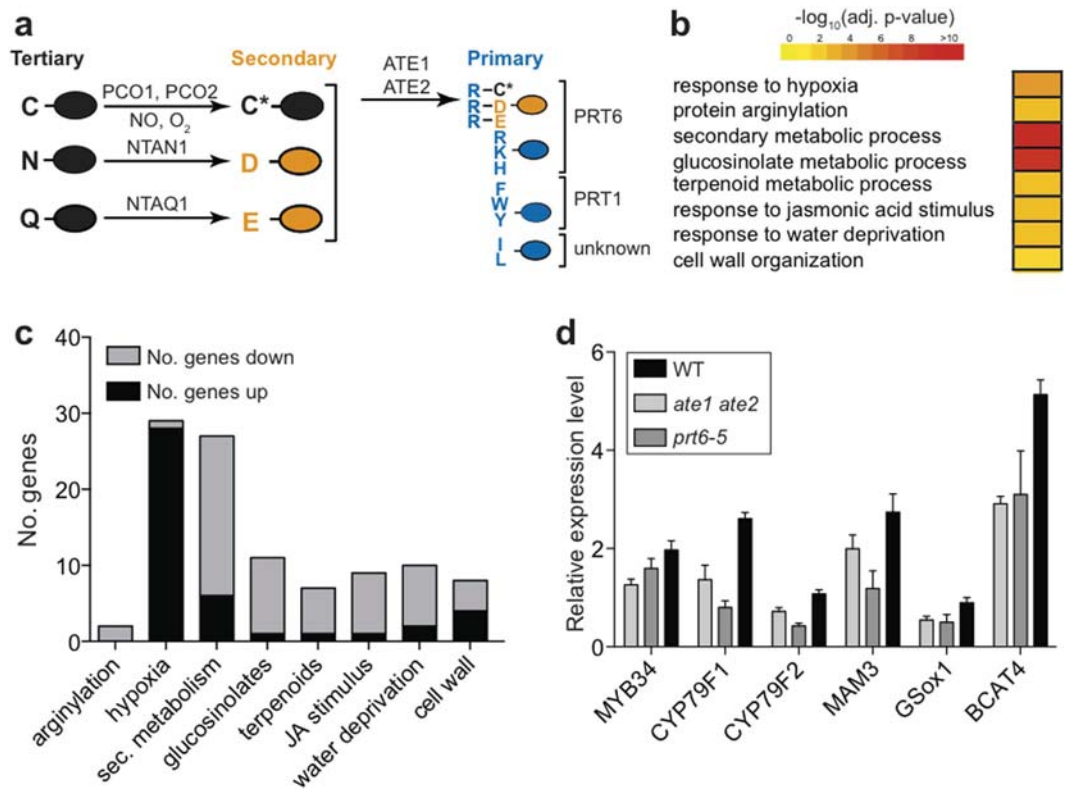 a
Tertiary
Secondary
ATE1
ATE2
Primary
C
PCO1, PCO2
NO, O2
C*
N
NTAN1
D
Q
NTAQ1
E
R–C*
R–D
R–E
R
K
H
PRT6
F
W
Y
PRT1
I
L
unknown
b
-log10(adj. p-value)
0 2 4 6 8 >10
response to hypoxia
protein arginylation
secondary metabolic process
glucosinolate metabolic process
terpenoid metabolic process
response to jasmonic acid stimulus
response to water deprivation
cell wall organization
c
No. genes
40
30
20
10
0
No. genes down
No. genes up
arginylation
hypoxia
sec. metabolism
glucosinolates
terpenoids
JA stimulus
water deprivation
cell wall
d
Relative expression level
6
4
2
0
WT
ate1 ate2
prt6-5
MYB34
CYP79F1
CYP79F2
MAM3
GSox1
BCAT4